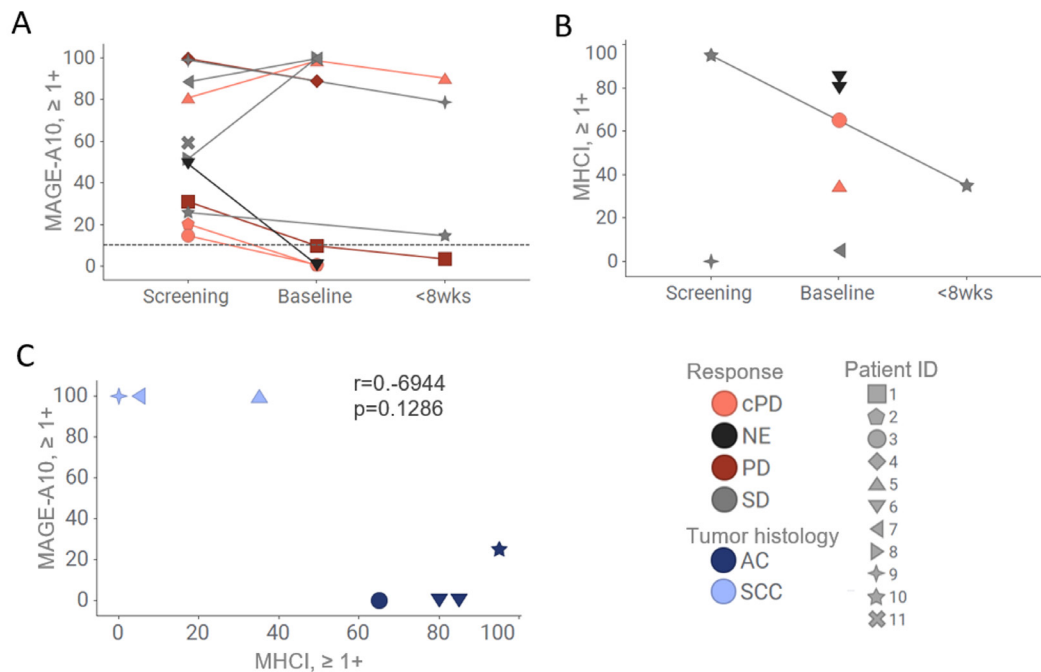 A
MAGE-A10, ≥ 1+
100
80
60
40
20
0
Screening
Baseline
<8wks
B
MHCI, ≥ 1+
100
80
60
40
20
0
Screening
Baseline
<8wks
C
MAGE-A10, ≥ 1+
100
80
60
40
20
0
r=0.-6944
p=0.1286
0
20
40
60
80
100
MHCI, ≥ 1+
Response
cPD
NE
PD
SD
Tumor histology
AC
SCC
Patient ID
1
2
3
4
5
6
7
8
9
10
11